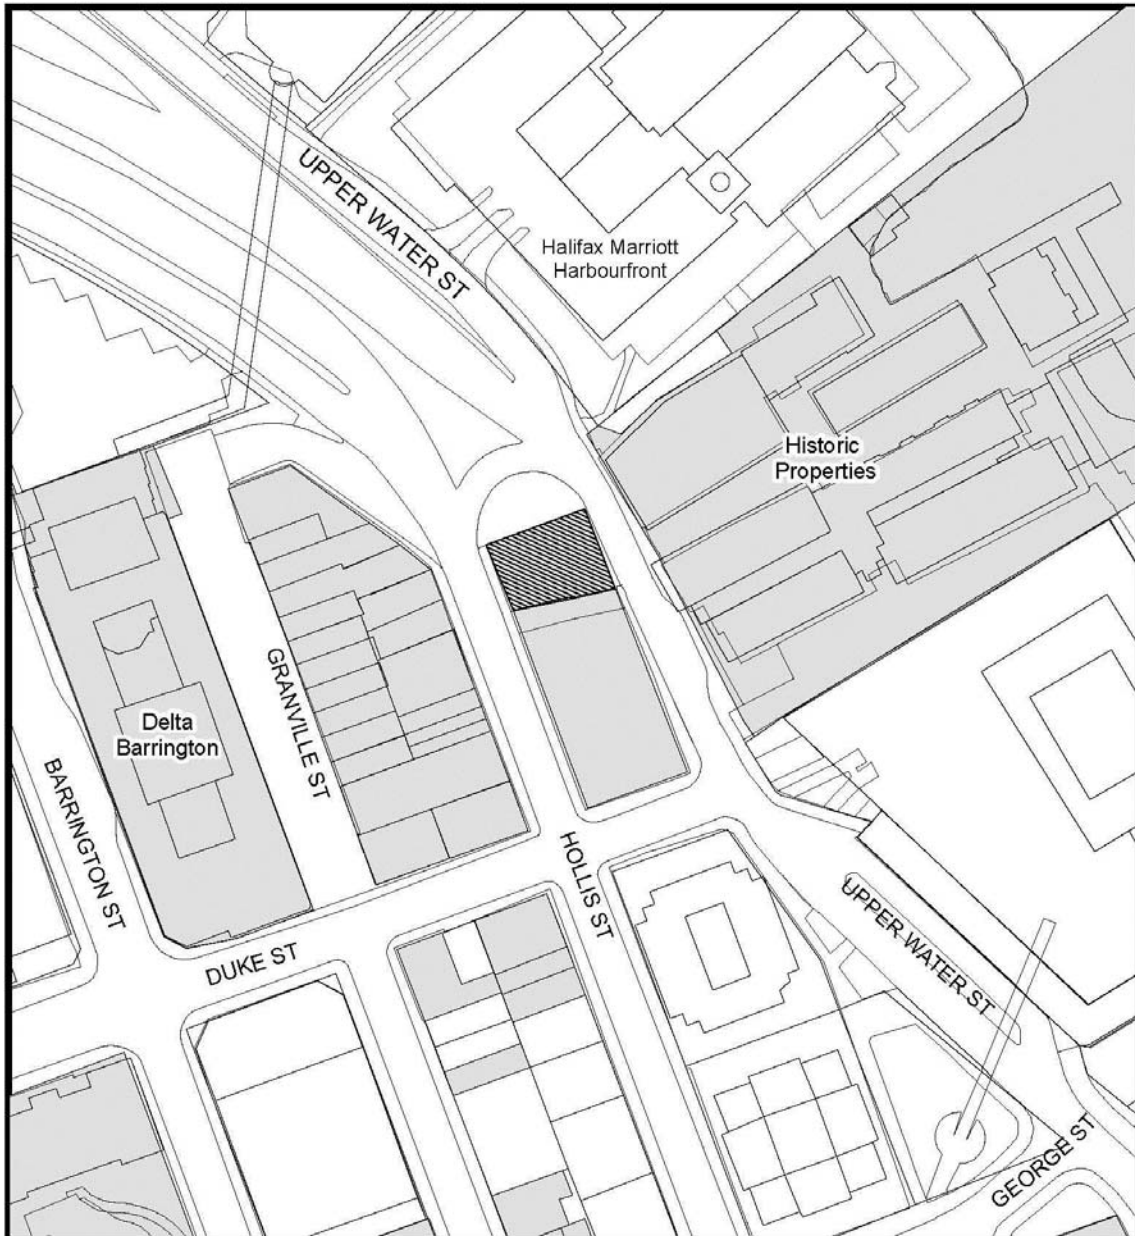 UPPER WATER ST
Halifax Marriott
Harbourfront
Historic
Properties
GRANVILLE ST
Delta
Barrington
BARRINGTON ST
HOLLIS ST
DUKE ST
UPPER WATER ST
GEORGE ST